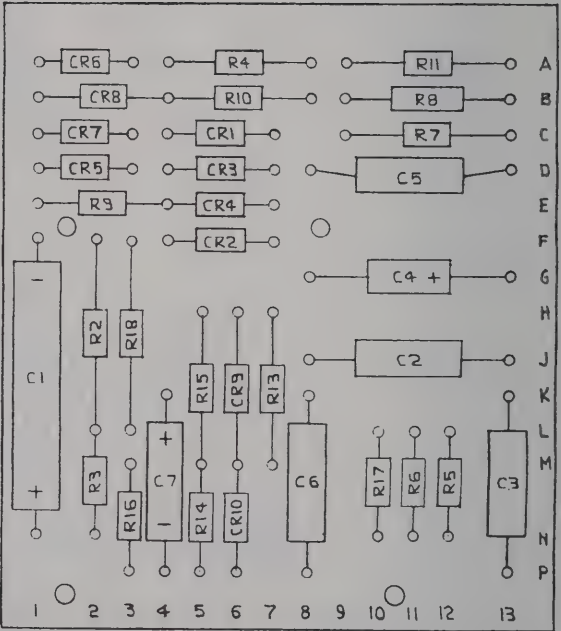 CR6 R4 R11 A
CR8 R10 R8 B
CR7 CR1 R7 C
CR5 CR3 C5 D
R9 CR4 E
CR2 F
- C4 + G
H
R2 R18 C2 J
C1 R15 CR9 R13 K
+ L
R3 C7 C6 R17 R6 R5 C3 M
+ R16 - R14 CR10 N
P
1 2 3 4 5 6 7 8 9 10 11 12 13